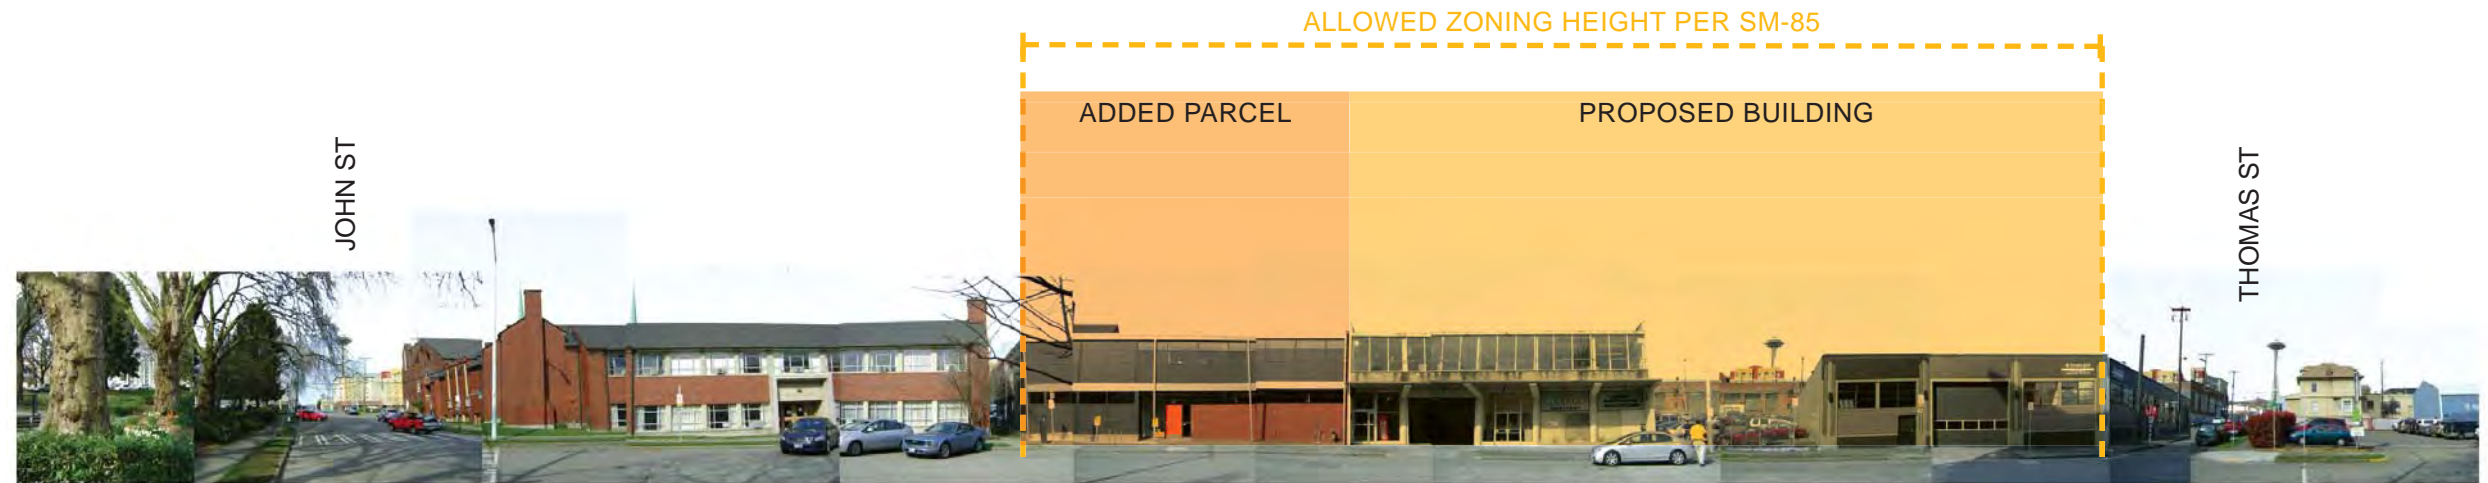 ALLOWED ZONING HEIGHT PER SM-85
ADDED PARCEL
PROPOSED BUILDING
JOHN ST
THOMAS ST